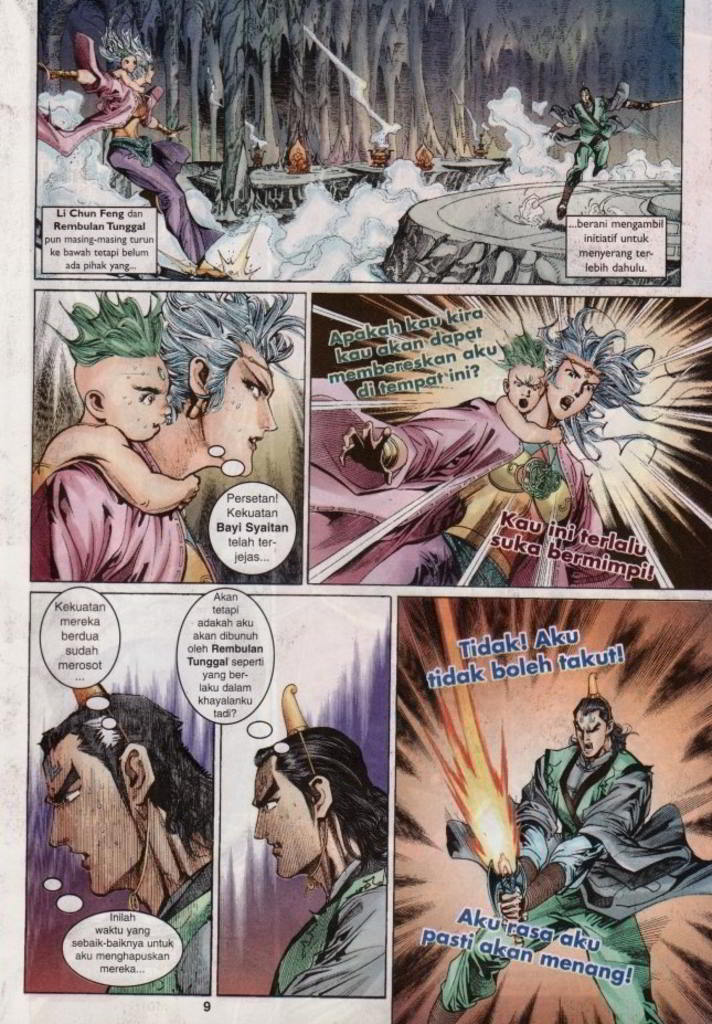 Li Chun Feng dan
Rembulan Tunggal
pun masing-masing turun
ke bawah tetapi belum
ada pihak yang...
...berani mengambil
initiatif untuk
menyerang ter-
lebih dahulu.
Persetan!
Kekuatan
Bayi Syaitan
telah ter-
jejas...
Apakah kau kira
kau akan dapat
membereskan aku
di tempat ini?
Kau ini terlalu
suka bermimpi!
Kekuatan
mereka
berdua
sudah
merosot
...
Inilah
waktu yang
sebaik-baiknya untuk
aku menghapuskan
mereka...
Akan
tetapi
adakah aku
akan dibunuh
oleh Rembulan
Tunggal seperti
yang ber-
laku dalam
khayalanku
tadi?
Tidak! Aku
tidak boleh takut!
Aku rasa aku
pasti akan menang!
9